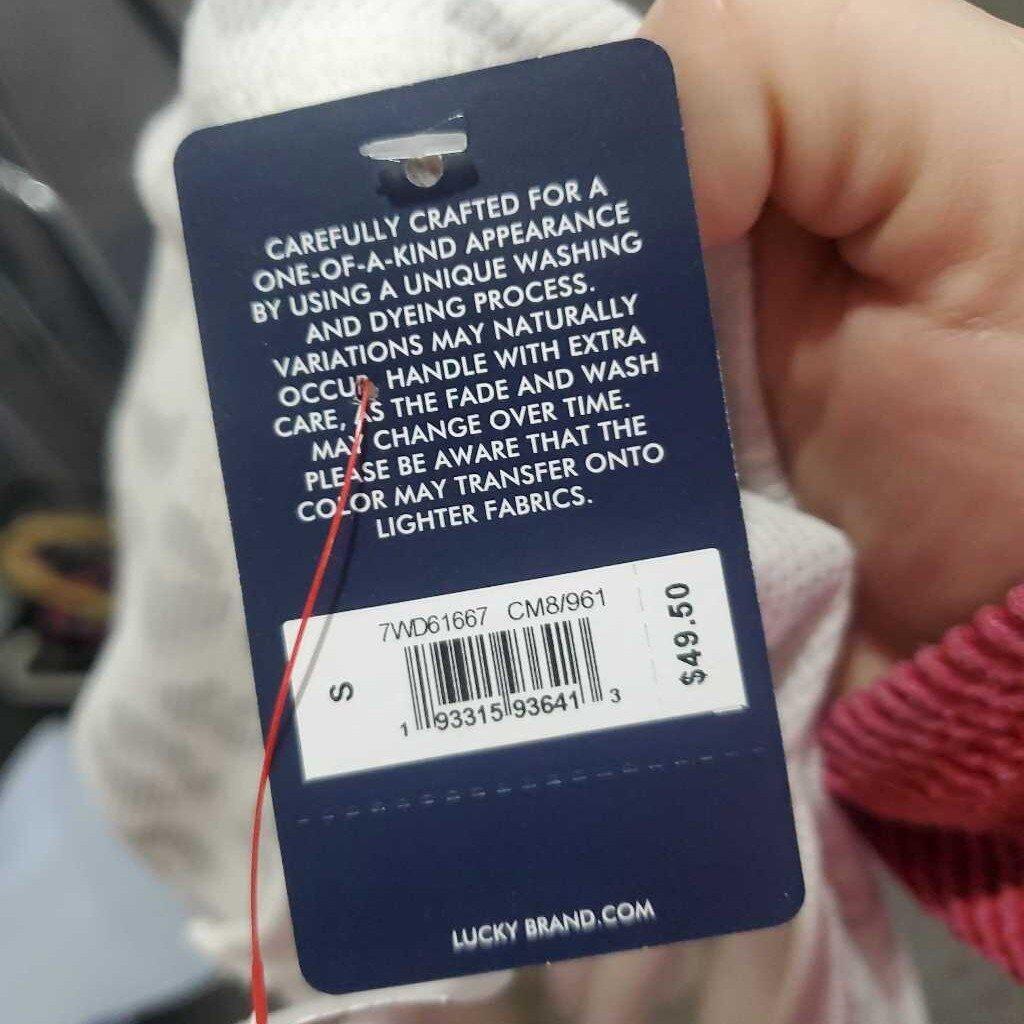 CAREFULLY CRAFTED FOR A
ONE-OF-A-KIND APPEARANCE
BY USING A UNIQUE WASHING
AND DYEING PROCESS.
VARIATIONS MAY NATURALLY
OCCUR. HANDLE WITH EXTRA
CARE, AS THE FADE AND WASH
MAY CHANGE OVER TIME.
PLEASE BE AWARE THAT THE
COLOR MAY TRANSFER ONTO
LIGHTER FABRICS.
7WD61667 CM8/961
S
1 93315 93641 3
$49.50
LUCKY BRAND.COM